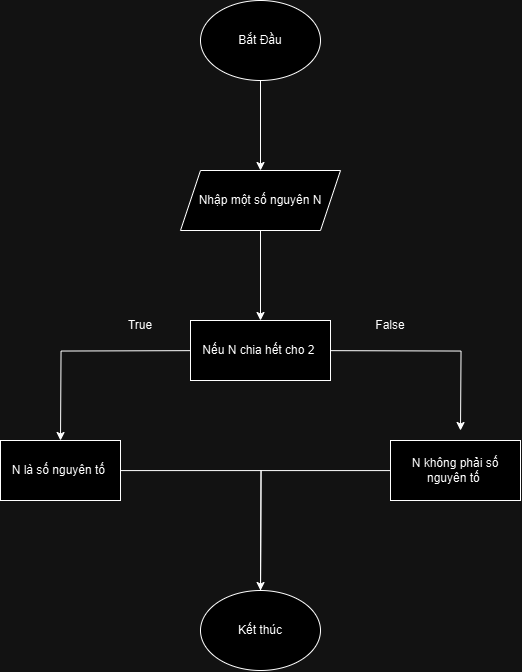 Bắt Đầu
Nhập một số nguyên N
True
False
Nếu N chia hết cho 2
N là số nguyên tố
N không phải số
nguyên tố
Kết thúc